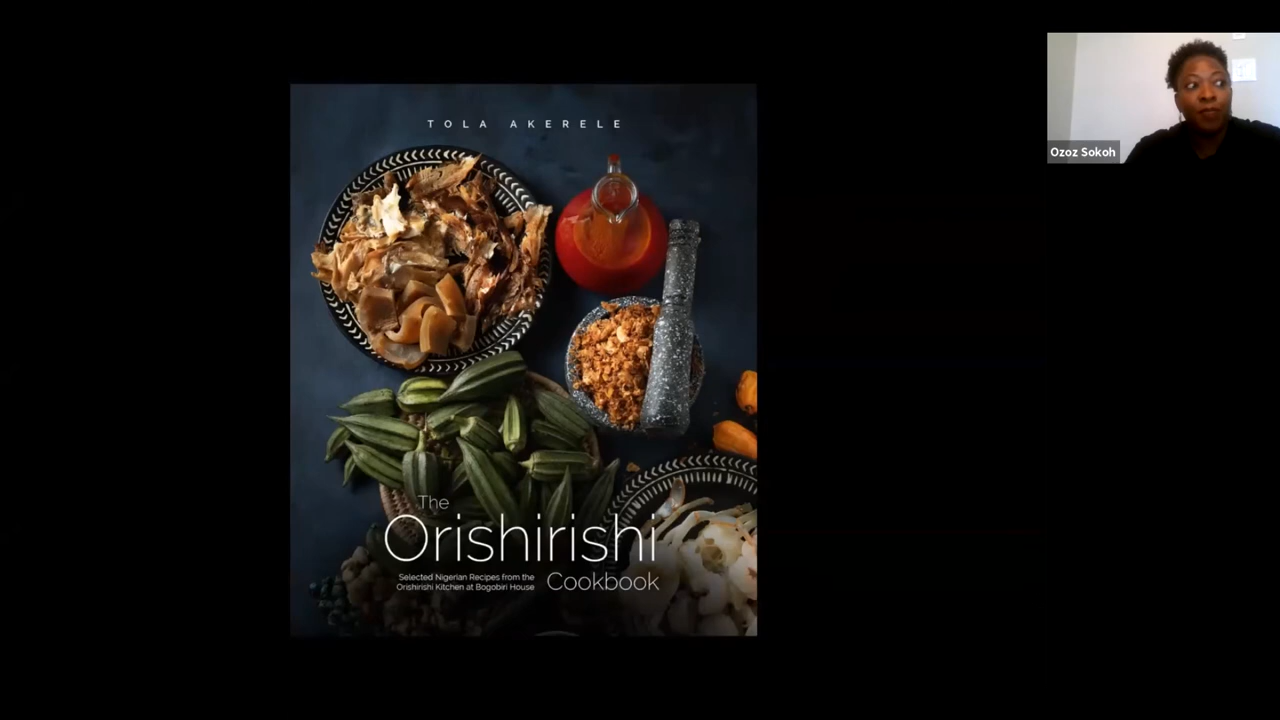 TOLA AKERELE
The
Orishirishi
Selected Nigerian Recipes from the
Orishirishi Kitchen at Bogobiri House
Cookbook
Ozoz Sokoh